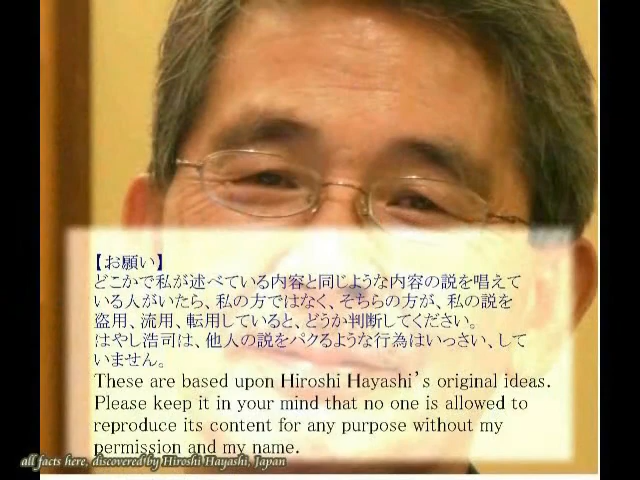 【お願い】
どこかで私が述べている内容と同じような内容の説を唱えて
いる人がいたら、私の方ではなく、そちらの方が、私の説を
盗用、流用、転用していると、どうか判断してください。
はやし浩司は、他人の説をパクるような行為はいっさい、して
いません。
These are based upon Hiroshi Hayashi's original ideas.
Please keep it in your mind that no one is allowed to
reproduce its content for any purpose without my
permission and my name.
all facts here, discovered by Hiroshi Hayashi, Japan